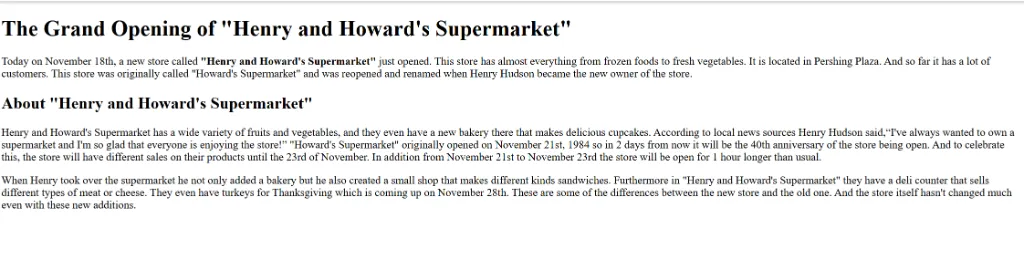 The Grand Opening of "Henry and Howard's Supermarket"
Today on November 18th, a new store called "Henry and Howard's Supermarket" just opened. This store has almost everything from frozen foods to fresh vegetables. It is located in Pershing Plaza. And so far it has a lot of
customers. This store was originally called "Howard's Supermarket" and was reopened and renamed when Henry Hudson became the new owner of the store.
About "Henry and Howard's Supermarket"
Henry and Howard's Supermarket has a wide variety of fruits and vegetables, and they even have a new bakery there that makes delicious cupcakes. According to local news sources Henry Hudson said,“I've always wanted to own a
supermarket and I'm so glad that everyone is enjoying the store!” "Howard's Supermarket" originally opened on November 21st, 1984 so in 2 days from now it will be the 40th anniversary of the store being open. And to celebrate
this, the store will have different sales on their products until the 23rd of November. In addition from November 21st to November 23rd the store will be open for 1 hour longer than usual.
When Henry took over the supermarket he not only added a bakery but he also created a small shop that makes different kinds sandwiches. Furthermore in "Henry and Howard's Supermarket" they have a deli counter that sells
different types of meat or cheese. They even have turkeys for Thanksgiving which is coming up on November 28th. These are some of the differences between the new store and the old one. And the store itself hasn't changed much
even with these new additions.